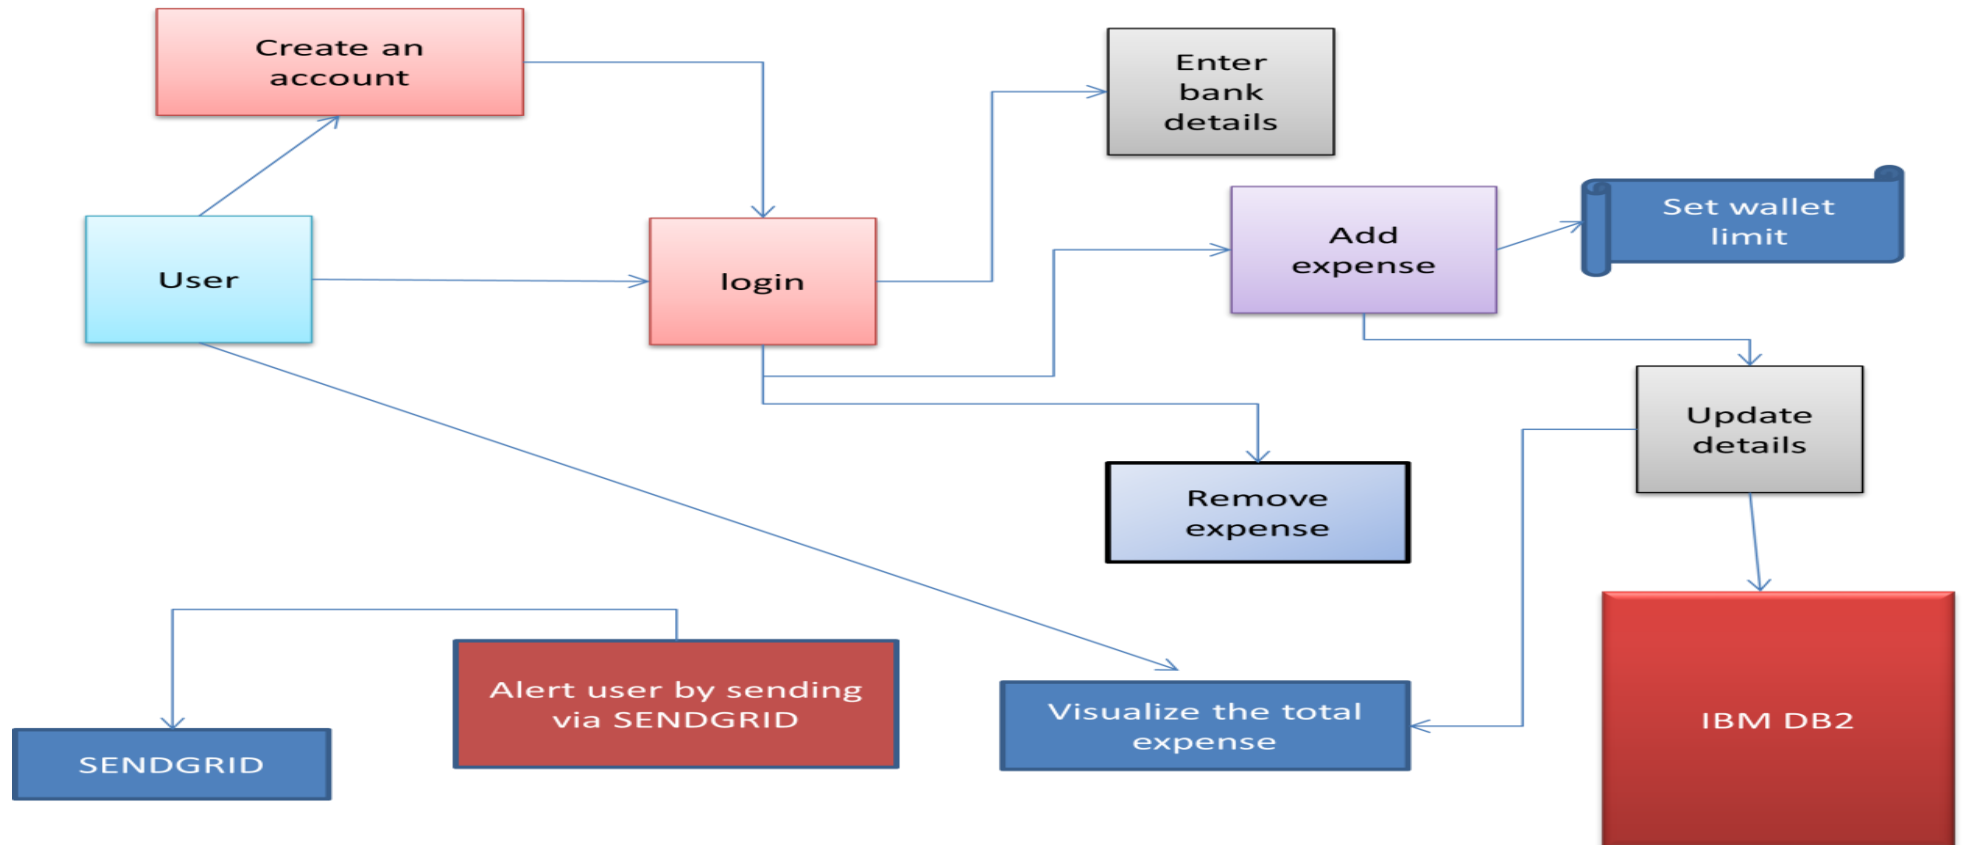 Create an
account
Enter
bank
details
Set wallet
limit
Add
expense
User
login
Update
details
Remove
expense
Alert user by sending
via SENDGRID
Visualize the total
expense
IBM DB2
SENDGRID